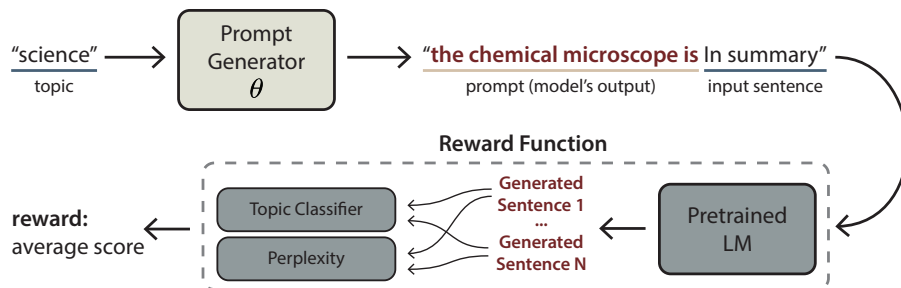 "science"
topic
Prompt
Generator
θ
"the chemical microscope is In summary"
prompt (model's output)
input sentence
Reward Function
Topic Classifier
Perplexity
Generated
Sentence 1
...
Generated
Sentence N
Pretrained
LM
reward:
average score